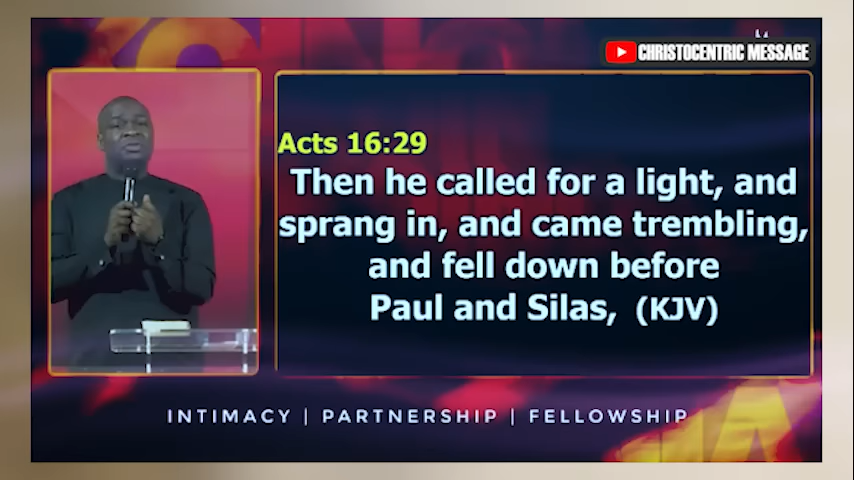 CHRISTOCENTRIC MESSAGE
Acts 16:29
Then he called for a light, and
sprang in, and came trembling,
and fell down before
Paul and Silas, (KJV)
INTIMACY | PARTNERSHIP | FELLOWSHIP